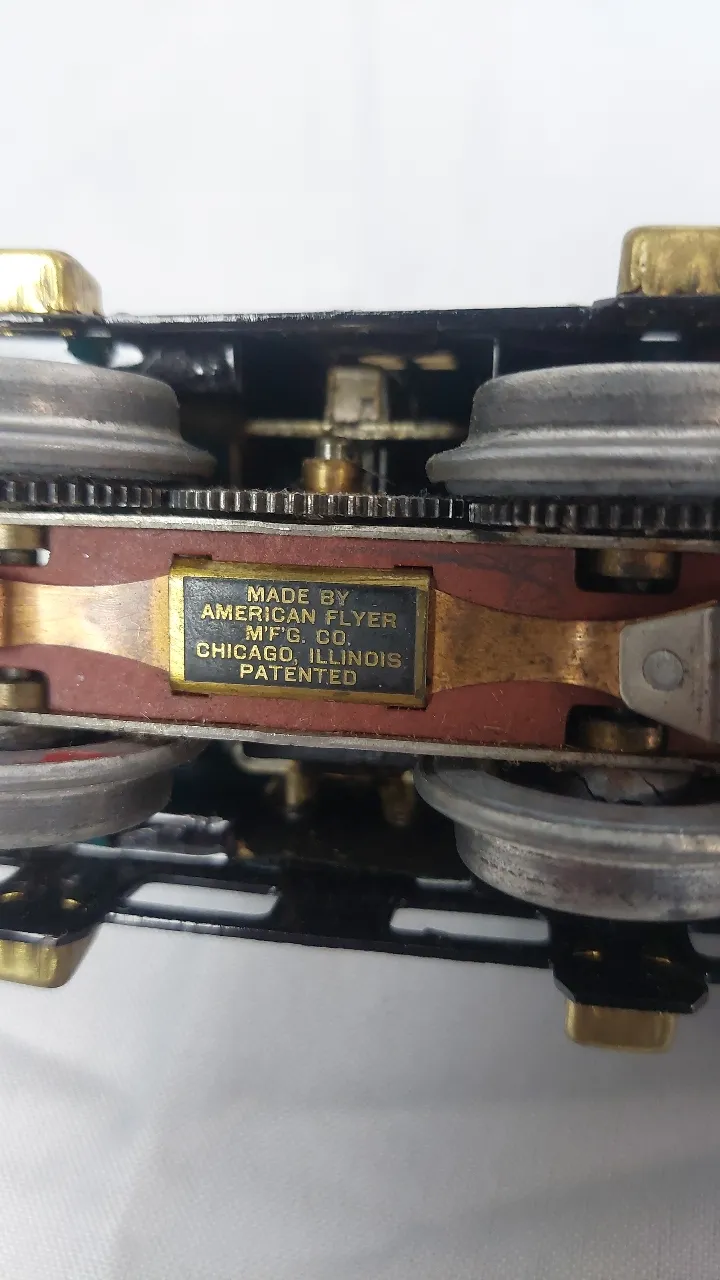 MADE BY
AMERICAN FLYER
M'F'G. CO.
CHICAGO, ILLINOIS
PATENTED